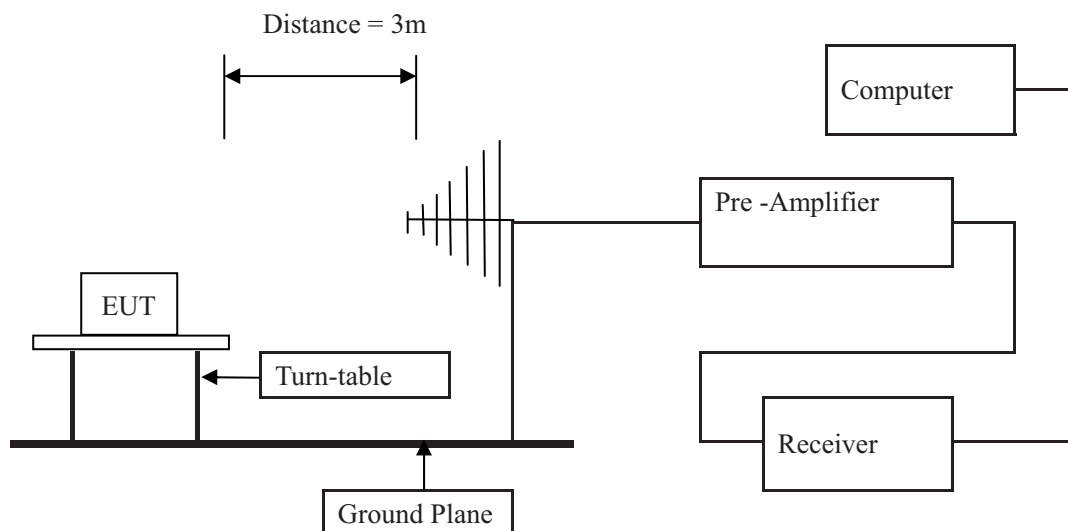 Distance = 3m
Computer
Pre -Amplifier
EUT
Turn-table
Receiver
Ground Plane